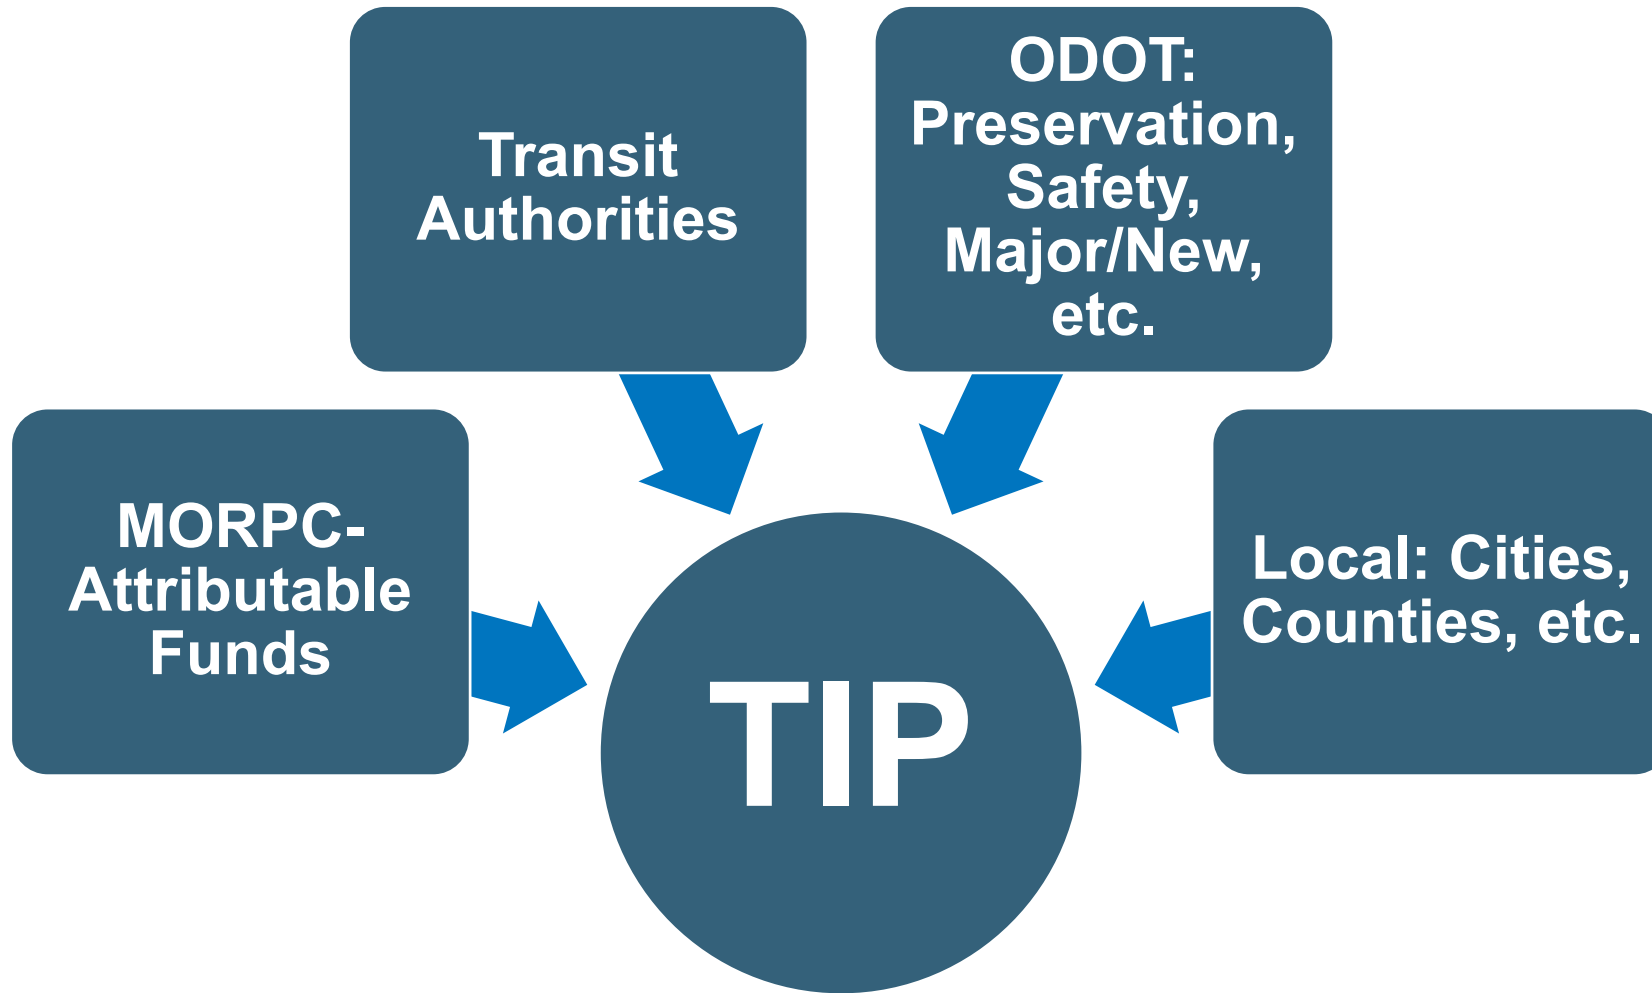 Transit
Authorities
ODOT:
Preservation,
Safety,
Major/New,
etc.
MORPC-
Attributable
Funds
Local: Cities,
Counties, etc.
TIP